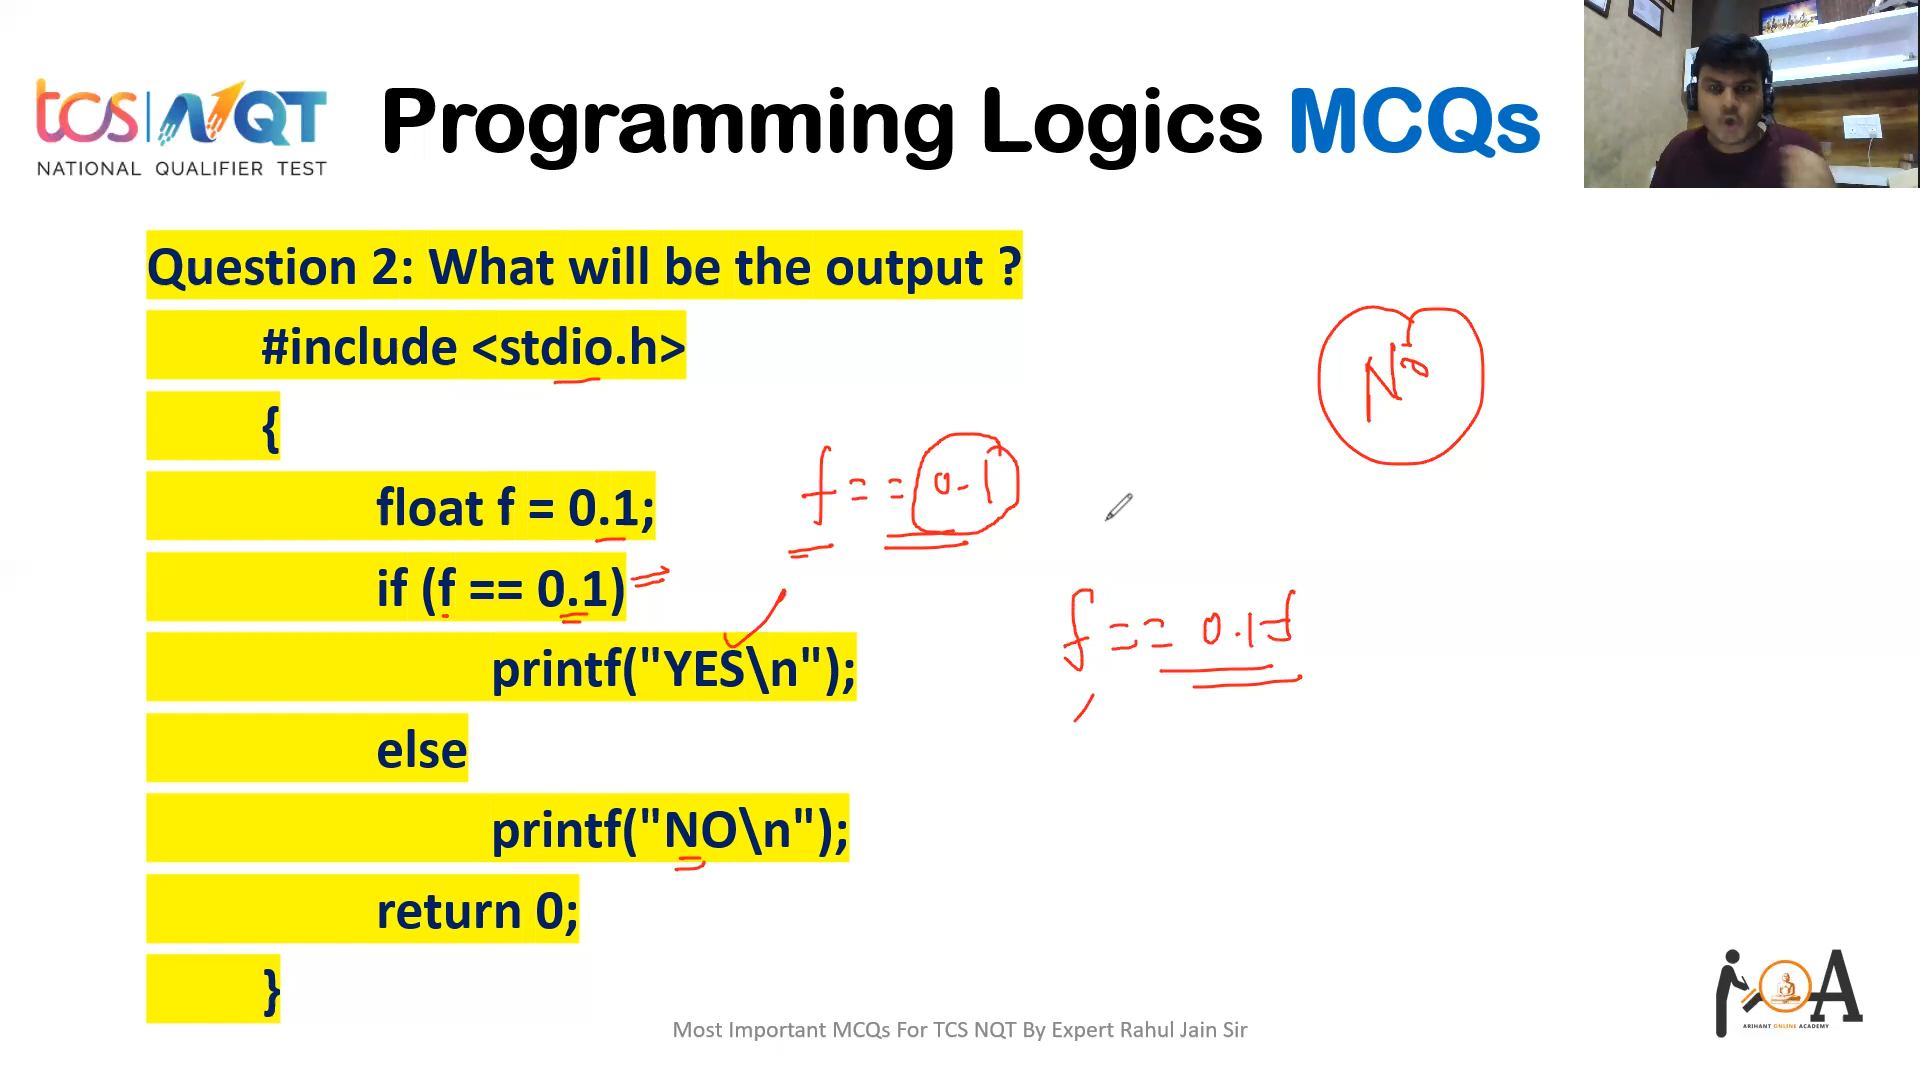 tcs NQT
NATIONAL QUALIFIER TEST
Programming Logics MCQs
Question 2: What will be the output ?
#include <stdio.h>
{
float f = 0.1;
if (f == 0.1)
printf("YES\n");
else
printf("NO\n");
return 0;
}
f == 0.1
No
f == 0.1f
Most Important MCQs For TCS NQT By Expert Rahul Jain Sir
A
ARIHANT ONLINE ACADEMY